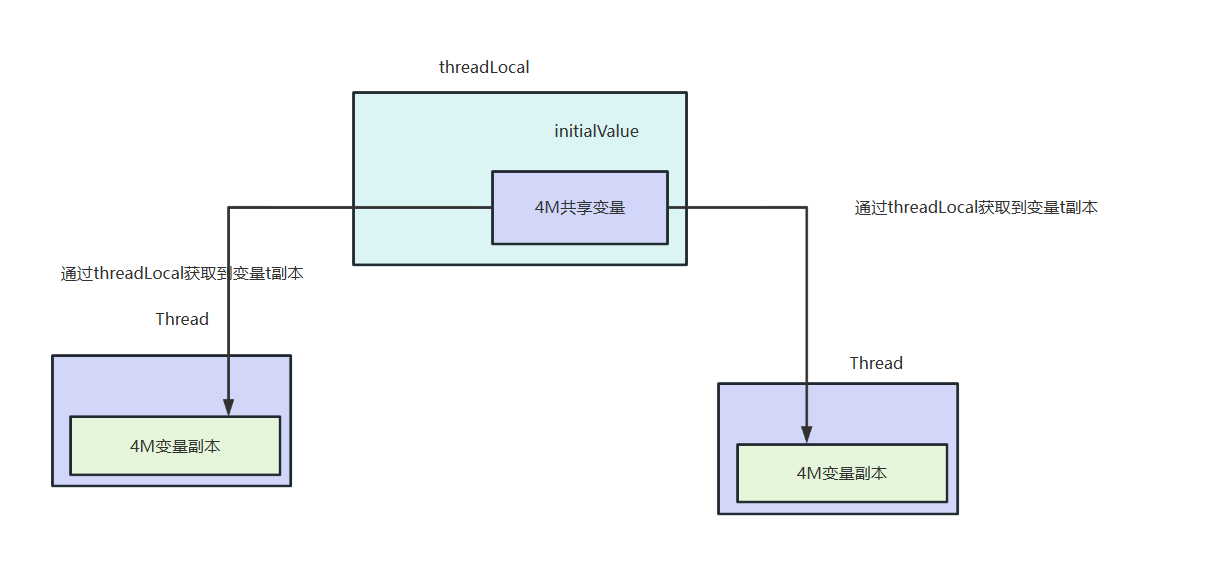 threadLocal
initialValue
4M共享变量
通过threadLocal获取到变量t副本
通过threadLocal获取到变量t副本
Thread
Thread
4M变量副本
4M变量副本